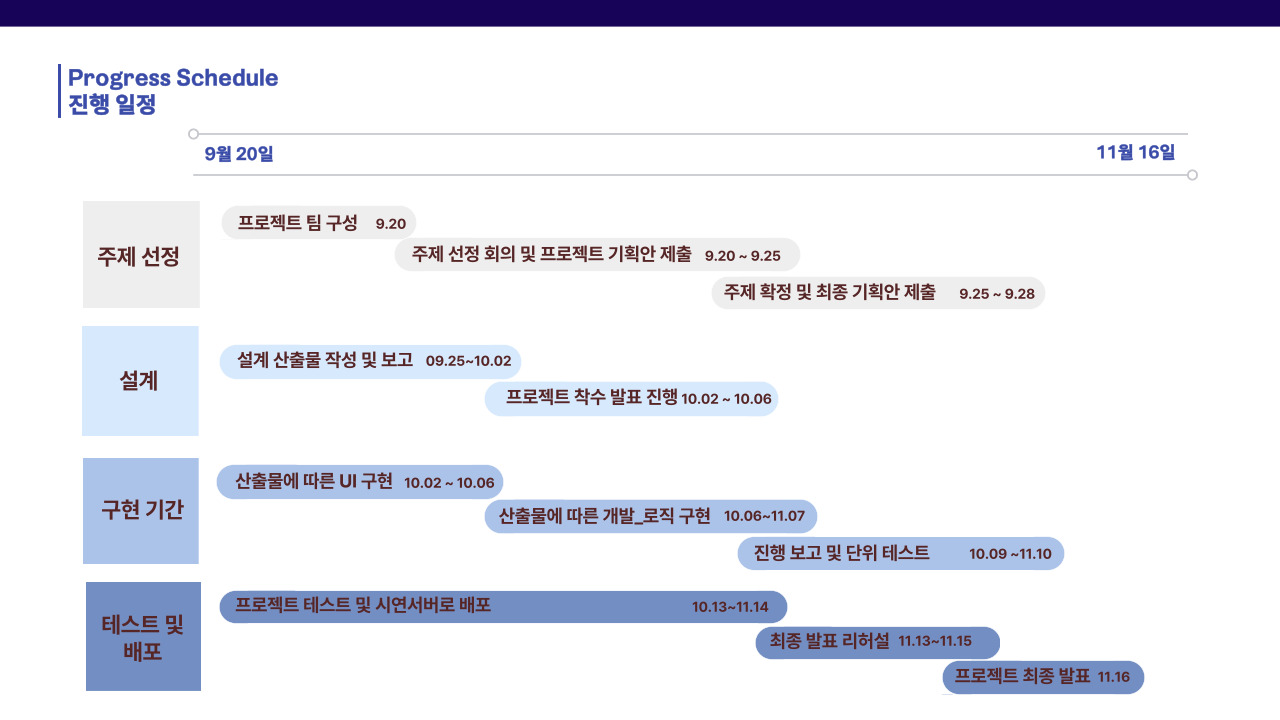 Progress Schedule
진행 일정
9월 20일
11월 16일
주제 선정
프로젝트 팀 구성 9.20
주제 선정 회의 및 프로젝트 기획안 제출 9.20 ~ 9.25
주제 확정 및 최종 기획안 제출 9.25 ~ 9.28
설계
설계 산출물 작성 및 보고 09.25~10.02
프로젝트 착수 발표 진행 10.02 ~ 10.06
구현 기간
산출물에 따른 UI 구현 10.02 ~ 10.06
산출물에 따른 개발_로직 구현 10.06~11.07
진행 보고 및 단위 테스트 10.09 ~11.10
테스트 및
배포
프로젝트 테스트 및 시연서버로 배포 10.13~11.14
최종 발표 리허설 11.13~11.15
프로젝트 최종 발표 11.16